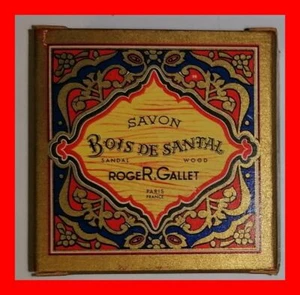 SAVON
BOIS DE SANTAL
SANDAL WOOD
ROGER.GALLET
PARIS
FRANCE